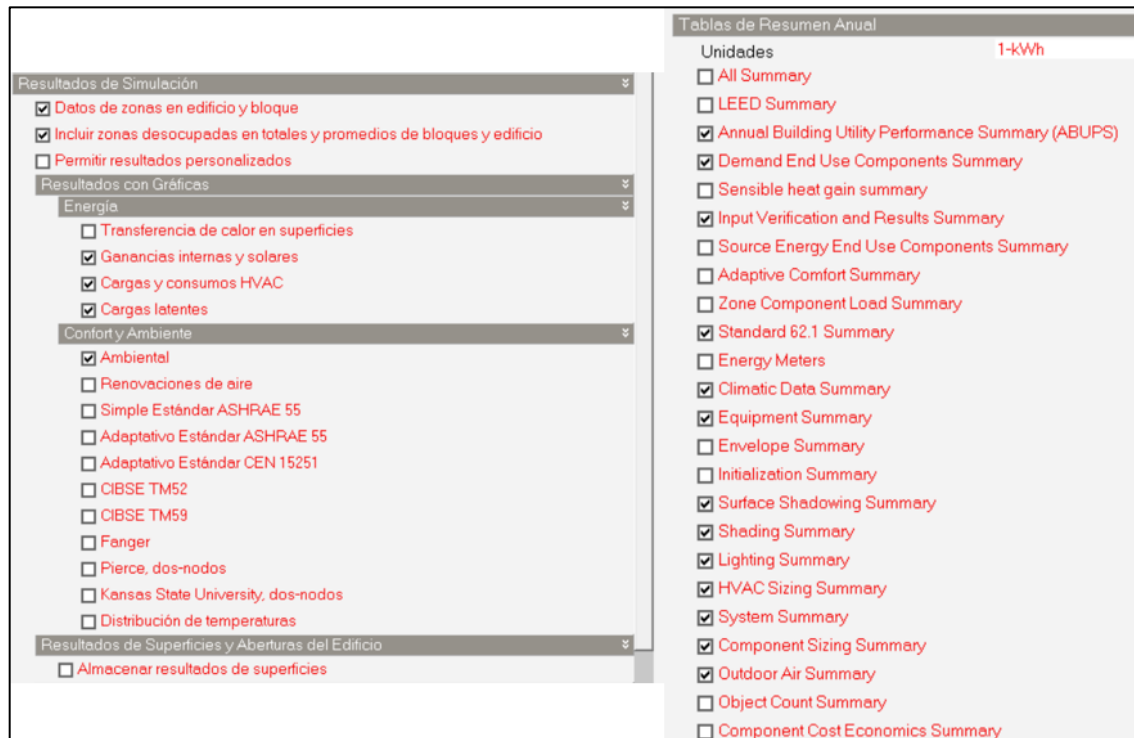 Resultados de Simulación
Datos de zonas en edificio y bloque
Incluir zonas desocupadas en totales y promedios de bloques y edificio
Permitir resultados personalizados
Resultados con Gráficas
Energía
Transferencia de calor en superficies
Ganancias internas y solares
Cargas y consumos HVAC
Cargas latentes
Confort y Ambiente
Ambiental
Renovaciones de aire
Simple Estándar ASHRAE 55
Adaptativo Estándar ASHRAE 55
Adaptativo Estándar CEN 15251
CIBSE TM52
CIBSE TM59
Fanger
Pierce, dos-nodos
Kansas State University, dos-nodos
Distribución de temperaturas
Resultados de Superficies y Aberturas del Edificio
Almacenar resultados de superficies
Tablas de Resumen Anual
Unidades 1-kWh
All Summary
LEED Summary
Annual Building Utility Performance Summary (ABUPS)
Demand End Use Components Summary
Sensible heat gain summary
Input Verification and Results Summary
Source Energy End Use Components Summary
Adaptive Comfort Summary
Zone Component Load Summary
Standard 62.1 Summary
Energy Meters
Climatic Data Summary
Equipment Summary
Envelope Summary
Initialization Summary
Surface Shadowing Summary
Shading Summary
Lighting Summary
HVAC Sizing Summary
System Summary
Component Sizing Summary
Outdoor Air Summary
Object Count Summary
Component Cost Economics Summary